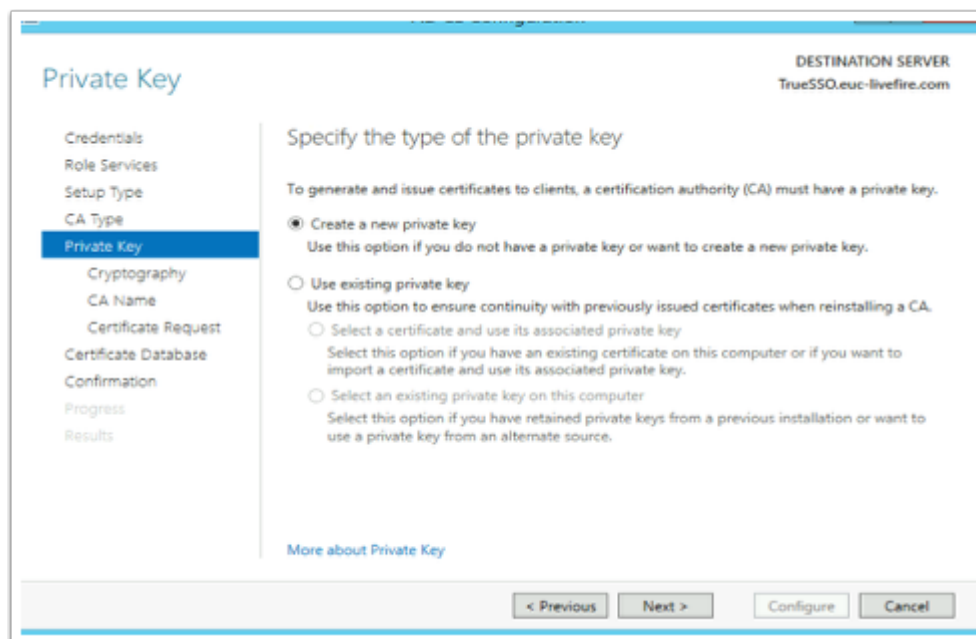 Private Key
DESTINATION SERVER
TrueSSO.euc-livefire.com
Credentials
Role Services
Setup Type
CA Type
Private Key
Cryptography
CA Name
Certificate Request
Certificate Database
Confirmation
Progress
Results
Specify the type of the private key
To generate and issue certificates to clients, a certification authority (CA) must have a private key.
Create a new private key
Use this option if you do not have a private key or want to create a new private key.
Use existing private key
Use this option to ensure continuity with previously issued certificates when reinstalling a CA.
Select a certificate and use its associated private key
Select this option if you have an existing certificate on this computer or if you want to
import a certificate and use its associated private key.
Select an existing private key on this computer
Select this option if you have retained private keys from a previous installation or want to
use a private key from an alternate source.
More about Private Key
< Previous
Next >
Configure
Cancel